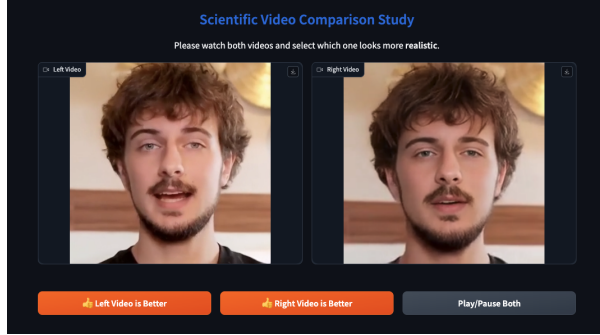 Scientific Video Comparison Study
Please watch both videos and select which one looks more realistic.
Left Video
Right Video
👍 Left Video is Better
👍 Right Video is Better
Play/Pause Both